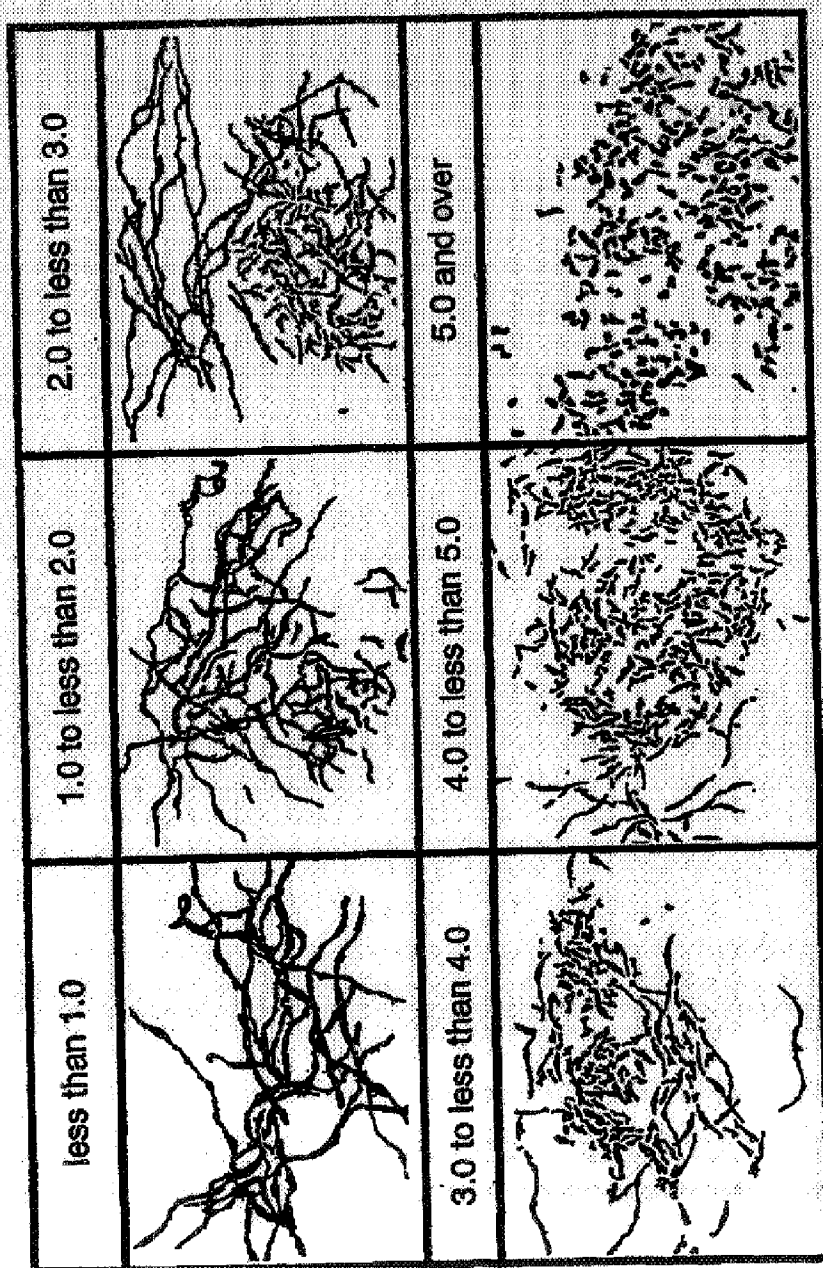 less than 1.0
1.0 to less than 2.0
2.0 to less than 3.0
3.0 to less than 4.0
4.0 to less than 5.0
5.0 and over